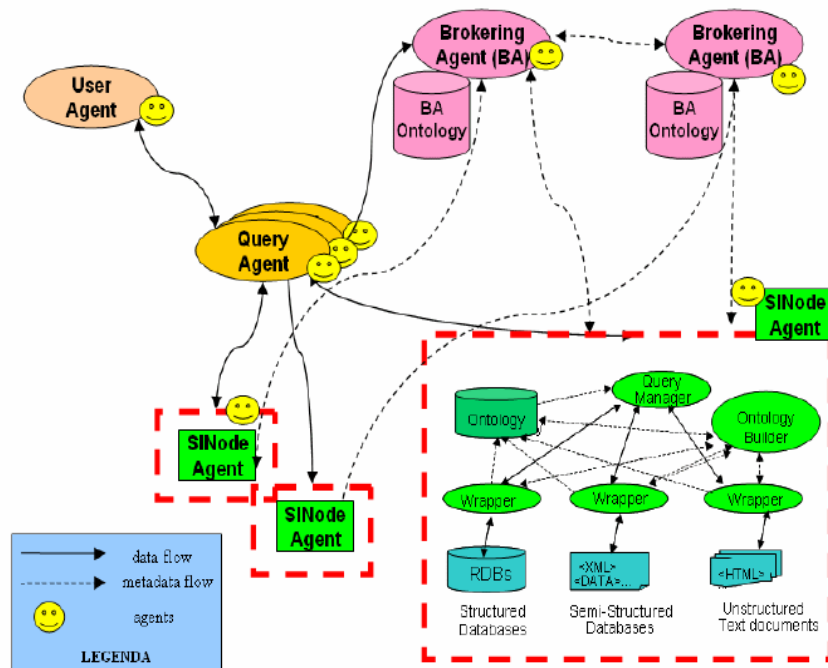 Brokering
Agent (BA)
Brokering
Agent (BA)
User
Agent
BA
Ontology
BA
Ontology
Query
Agent
SINode
Agent
Query
Manager
Ontology
Ontology
Builder
SINode
Agent
Wrapper
Wrapper
Wrapper
SINode
Agent
RDBs
<XML>
<DATA>...
<HTML>
Structured
Databases
Semi-Structured
Databases
Unstructured
Text documents
data flow
metadata flow
agents
LEGENDA